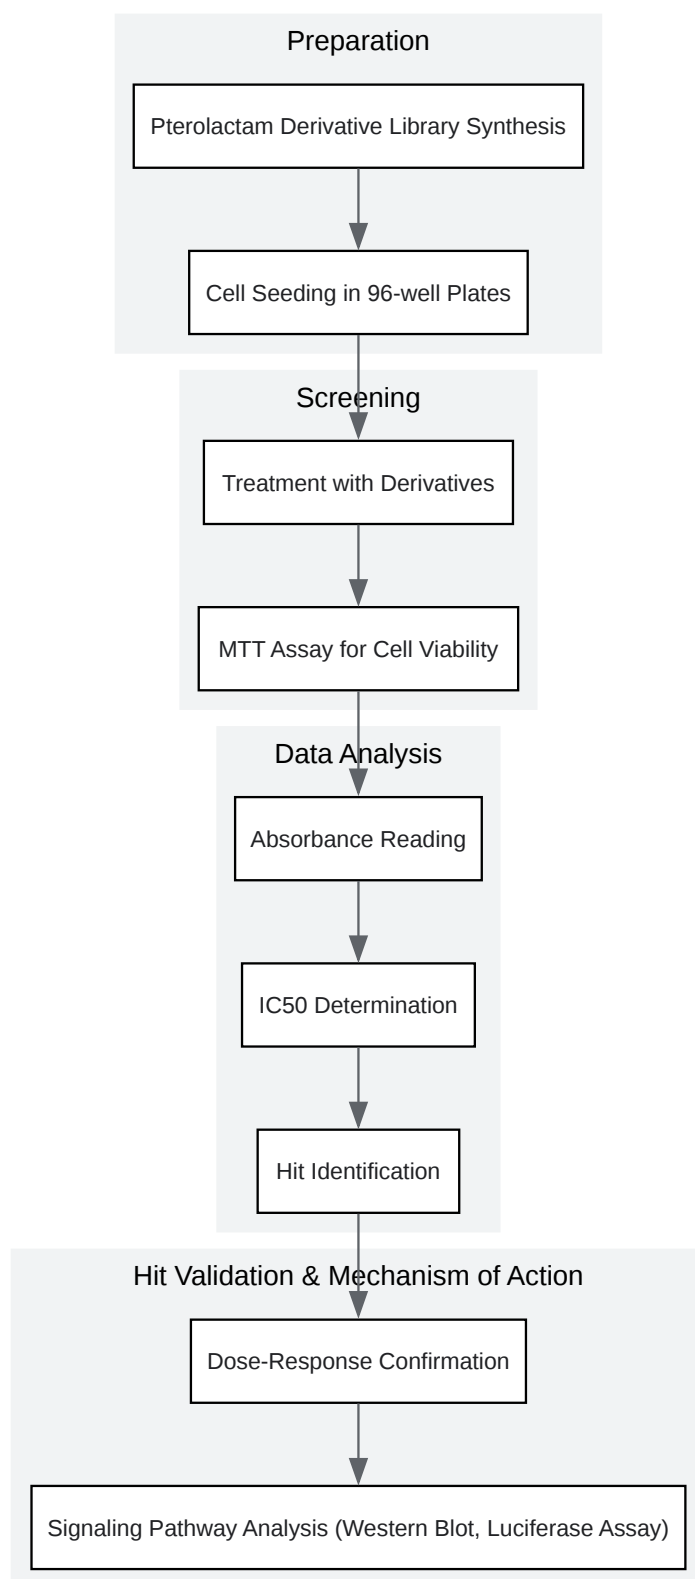 Preparation
Pterolactam Derivative Library Synthesis
Cell Seeding in 96-well Plates
Screening
Treatment with Derivatives
MTT Assay for Cell Viability
Data Analysis
Absorbance Reading
IC50 Determination
Hit Identification
Hit Validation & Mechanism of Action
Dose-Response Confirmation
Signaling Pathway Analysis (Western Blot, Luciferase Assay)